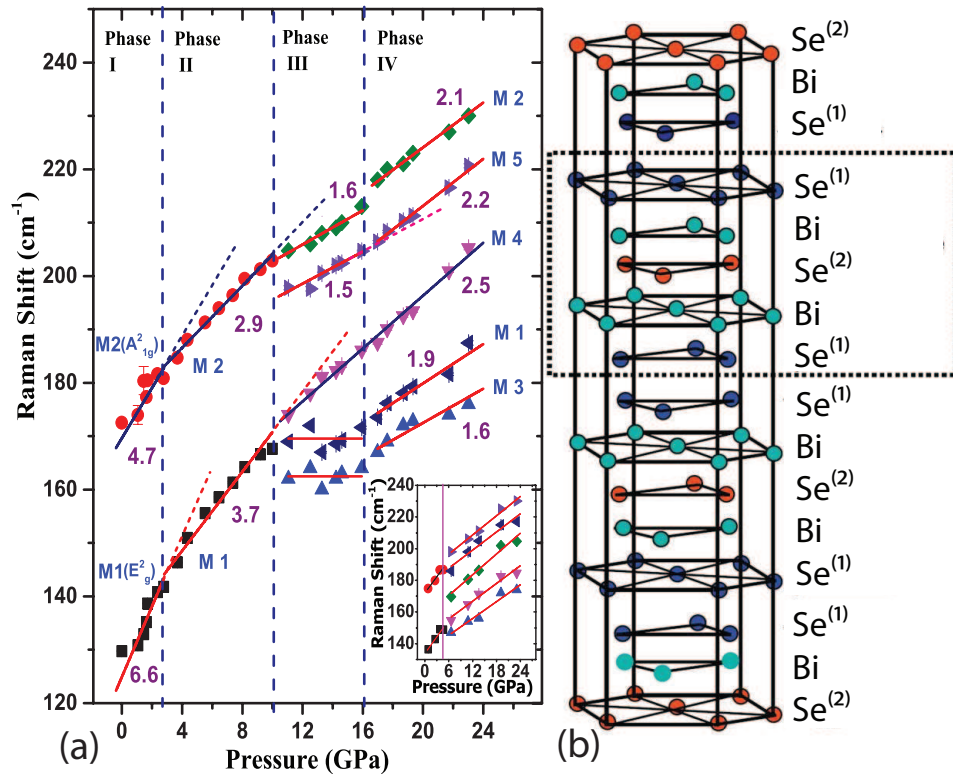 250
240
220
200
180
160
140
120
Raman Shift (cm-1)
Phase I
Phase II
Phase III
Phase IV
M 2
2.1
1.6
M 5
2.2
M 4
1.5
2.5
2.9
M2(A21g)
M 2
M 1
1.9
M 3
1.6
4.7
3.7
M1(E2g)
M 1
6.6
240
220
200
180
160
140
Raman Shift (cm-1)
0 6 12 18 24
Pressure (GPa)
0 4 8 12 16 20 24
Pressure (GPa)
(a)
(b)
Se(2)
Bi
Se(1)
Se(1)
Bi
Se(2)
Bi
Se(1)
Se(1)
Bi
Se(2)
Bi
Se(1)
Se(1)
Bi
Se(2)